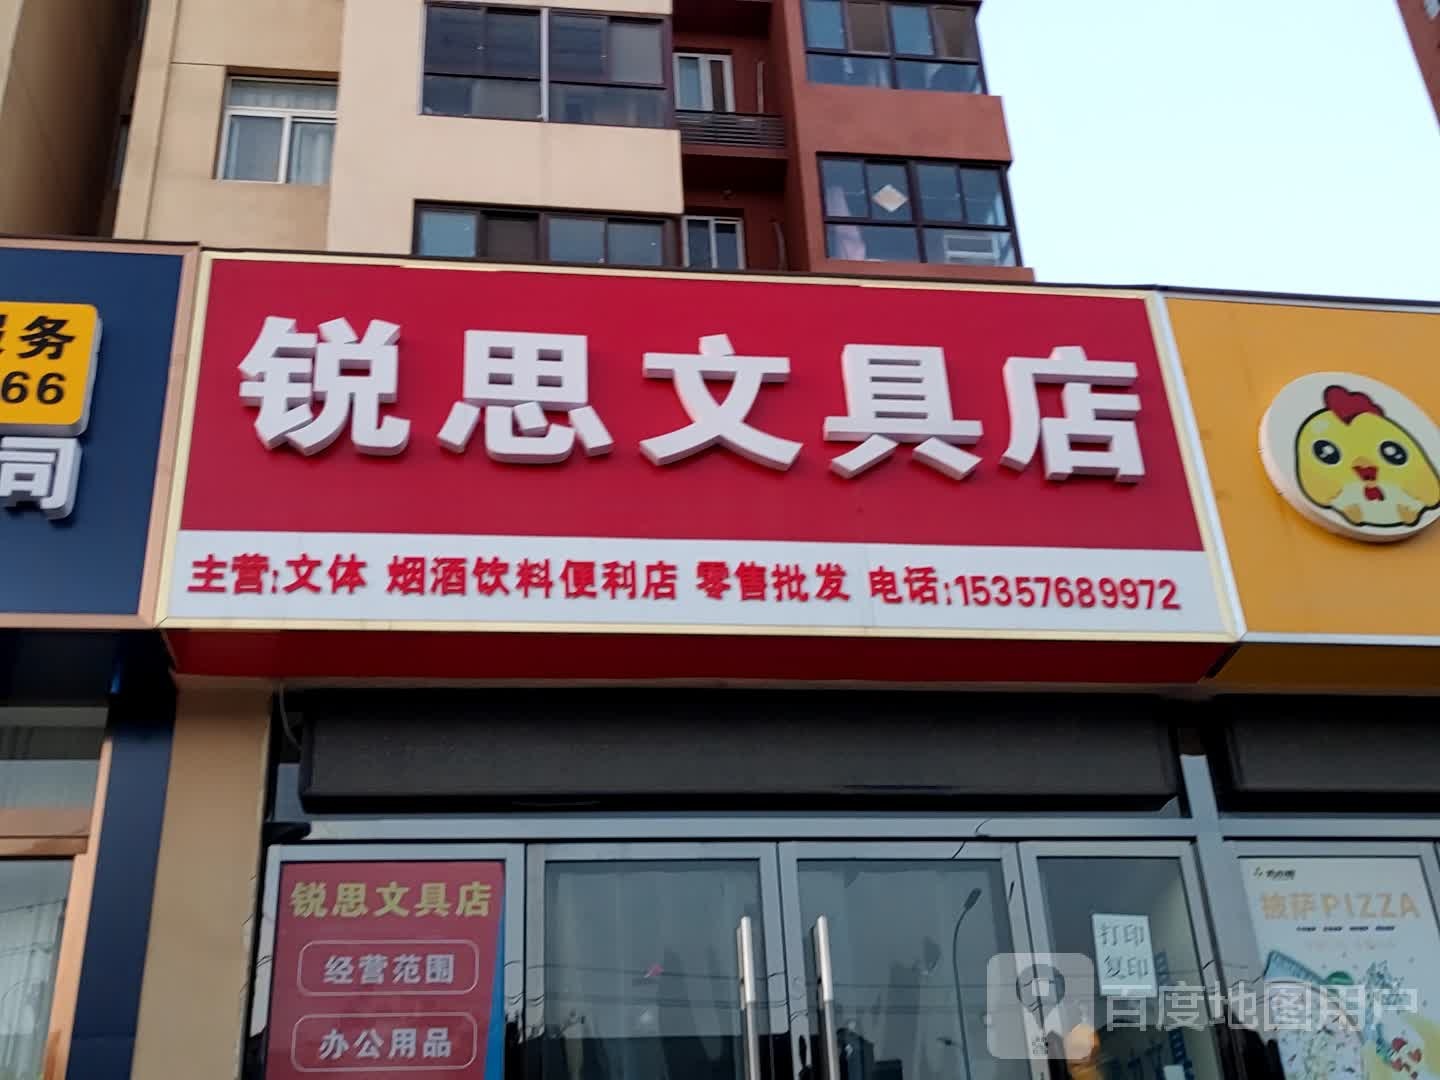 锐思文具店
主营:文体 烟酒饮料便利店 零售批发 电话:15357689972
务
66
司
锐思文具店
经营范围
办公用品
打印
复印
披萨PIZZA
百度地图用户